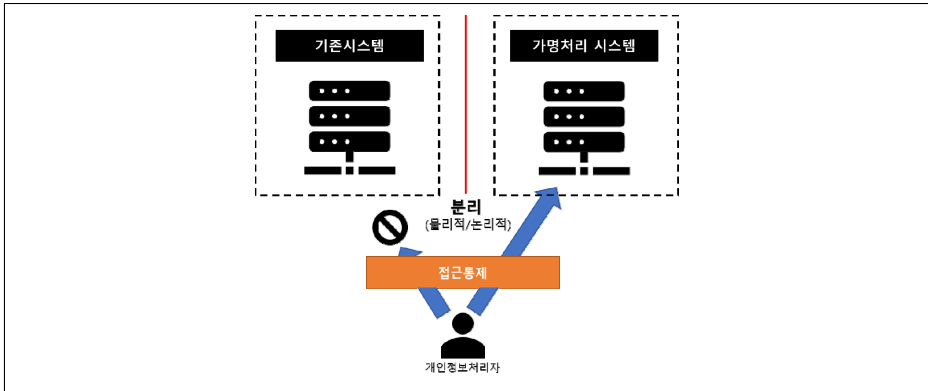 기존시스템
가명처리 시스템
분리
(물리적/논리적)
접근통제
개인정보처리자